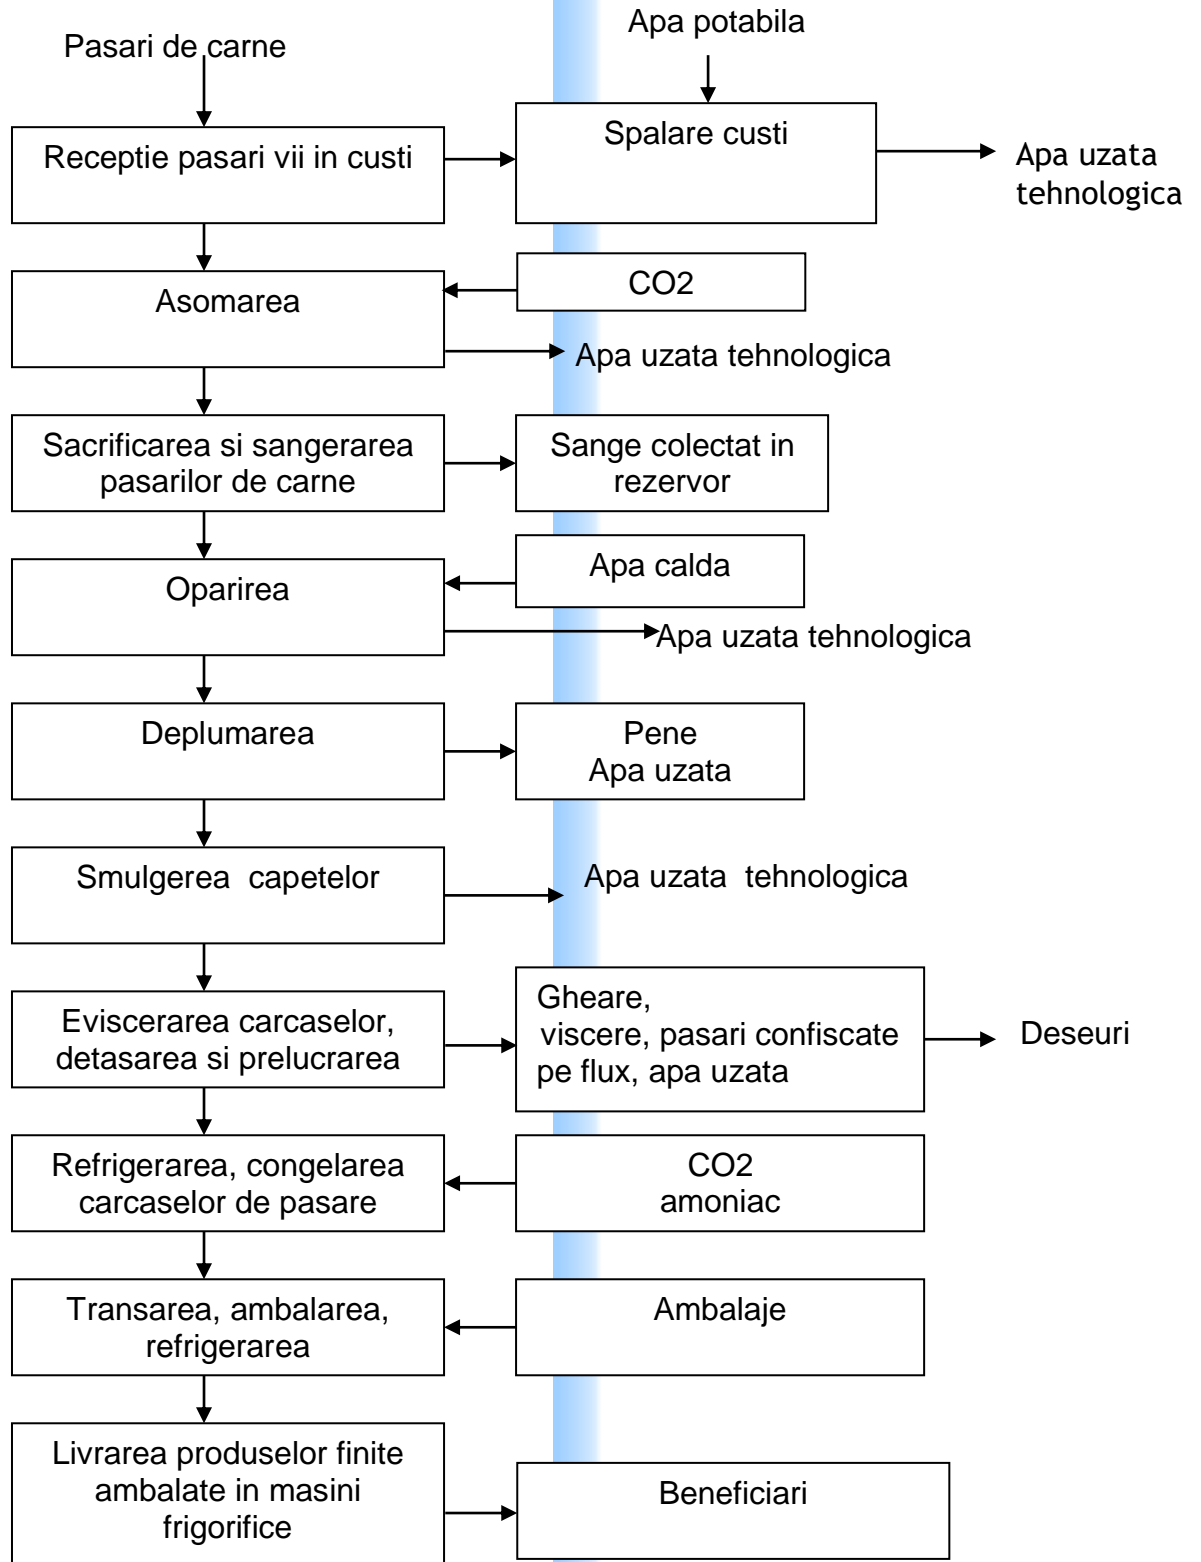 Pasari de carne
Apa potabila
Receptie pasari vii in custi
Spalare custi
Apa uzata
tehnologica
Asomarea
CO2
Apa uzata tehnologica
Sacrificarea si sangerarea
pasarilor de carne
Sange colectat in
rezervor
Oparirea
Apa calda
Apa uzata tehnologica
Deplumarea
Pene
Apa uzata
Smulgerea  capetelor
Apa uzata  tehnologica
Eviscerarea carcaselor,
detasarea si prelucrarea
Gheare,
viscere, pasari confiscate
pe flux, apa uzata
Deseuri
Refrigerarea, congelarea
carcaselor de pasare
CO2
amoniac
Transarea, ambalarea,
refrigerarea
Ambalaje
Livrarea produselor finite
ambalate in masini
frigorifice
Beneficiari